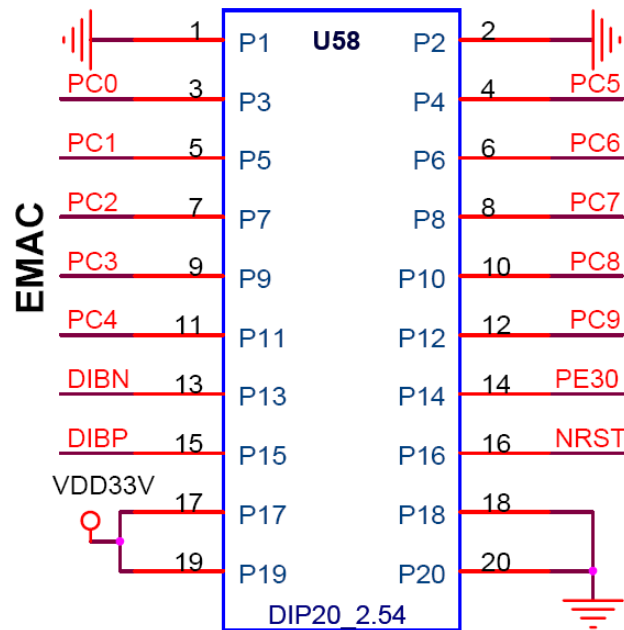 1 P1 U58 P2 2
PC0 3 P3 P4 4 PC5
PC1 5 P5 P6 6 PC6
PC2 7 P7 P8 8 PC7
PC3 9 P9 P10 10 PC8
PC4 11 P11 P12 12 PC9
DIBN 13 P13 P14 14 PE30
DIBP 15 P15 P16 16 NRST
VDD33V 17 P17 P18 18
19 P19 P20 20
DIP20_2.54
EMAC